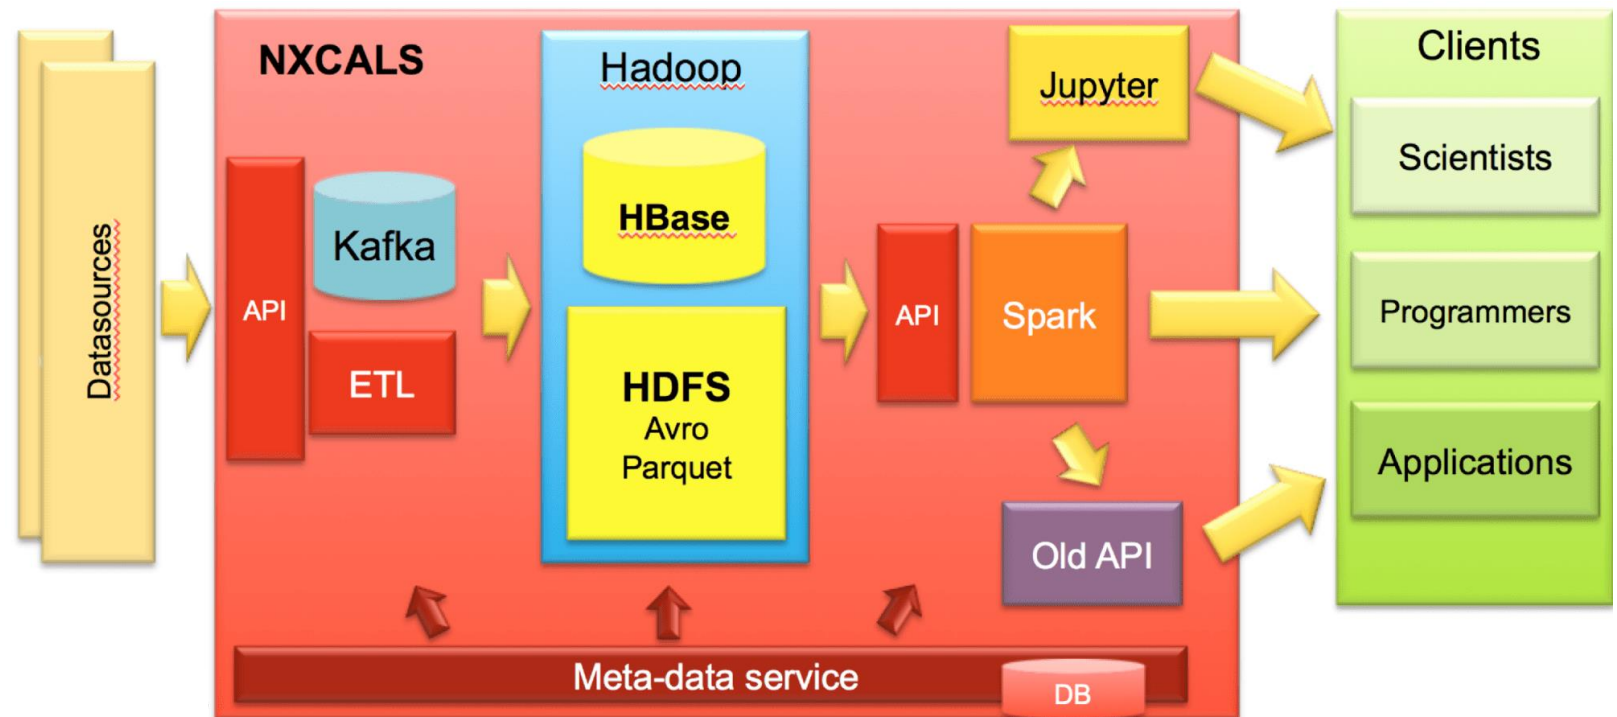 Datasources
NXCALS
API
Kafka
ETL
Hadoop
HBase
HDFS
Avro
Parquet
API
Spark
Jupyter
Old API
Meta-data service
DB
Clients
Scientists
Programmers
Applications